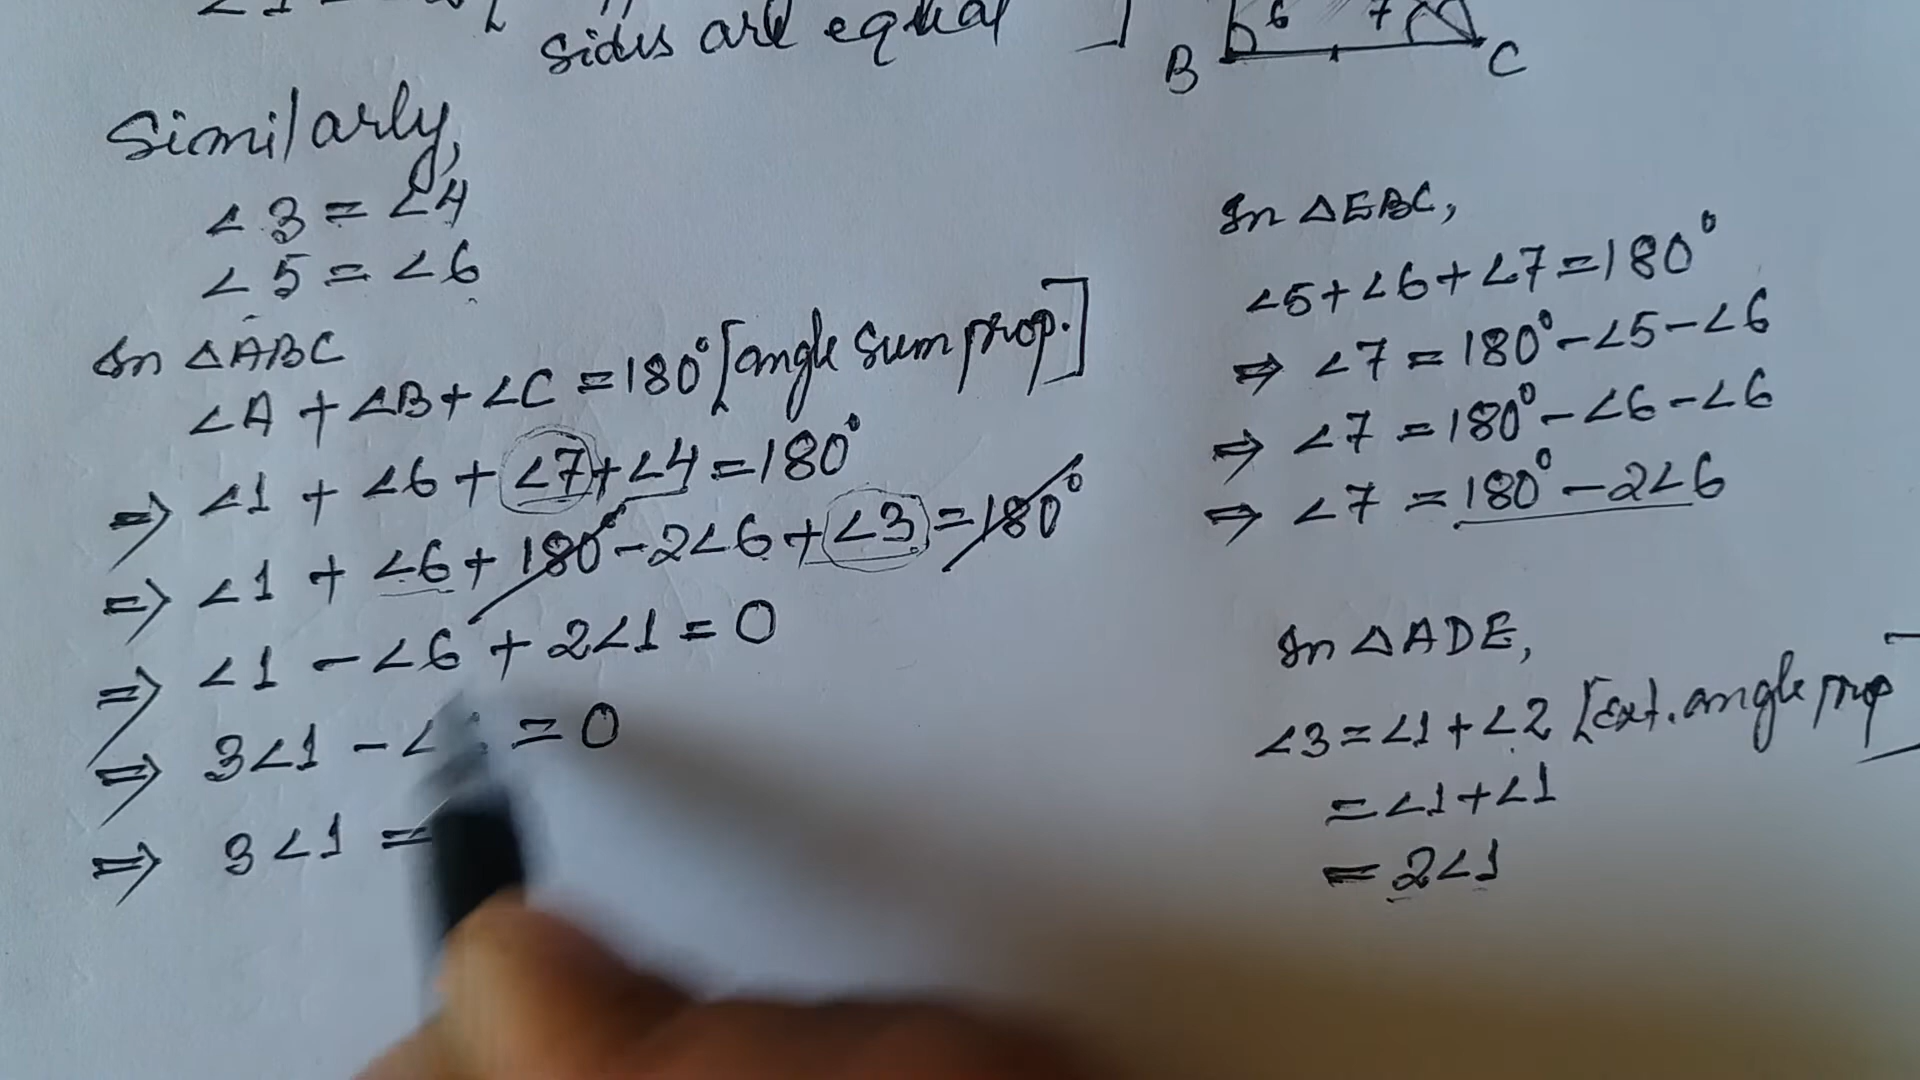 sides are equal ]
6 7
B C
Similarly,
∠3 = ∠4
∠5 = ∠6
In △ABC
∠A + ∠B + ∠C = 180° [angle sum prop.]
⇒ ∠1 + ∠6 + ∠7 + ∠4 = 180°
⇒ ∠1 + ∠6 + 180° - 2∠6 + ∠3 = 180°
⇒ ∠1 - ∠6 + 2∠1 = 0
⇒ 3∠1 - ∠ = 0
⇒ 3∠1 =
In △EBC,
∠5 + ∠6 + ∠7 = 180°
⇒ ∠7 = 180° - ∠5 - ∠6
⇒ ∠7 = 180° - ∠6 - ∠6
⇒ ∠7 = 180° - 2∠6
In △ADE,
∠3 = ∠1 + ∠2 [Ext. angle prop]
= ∠1 + ∠1
= 2∠1